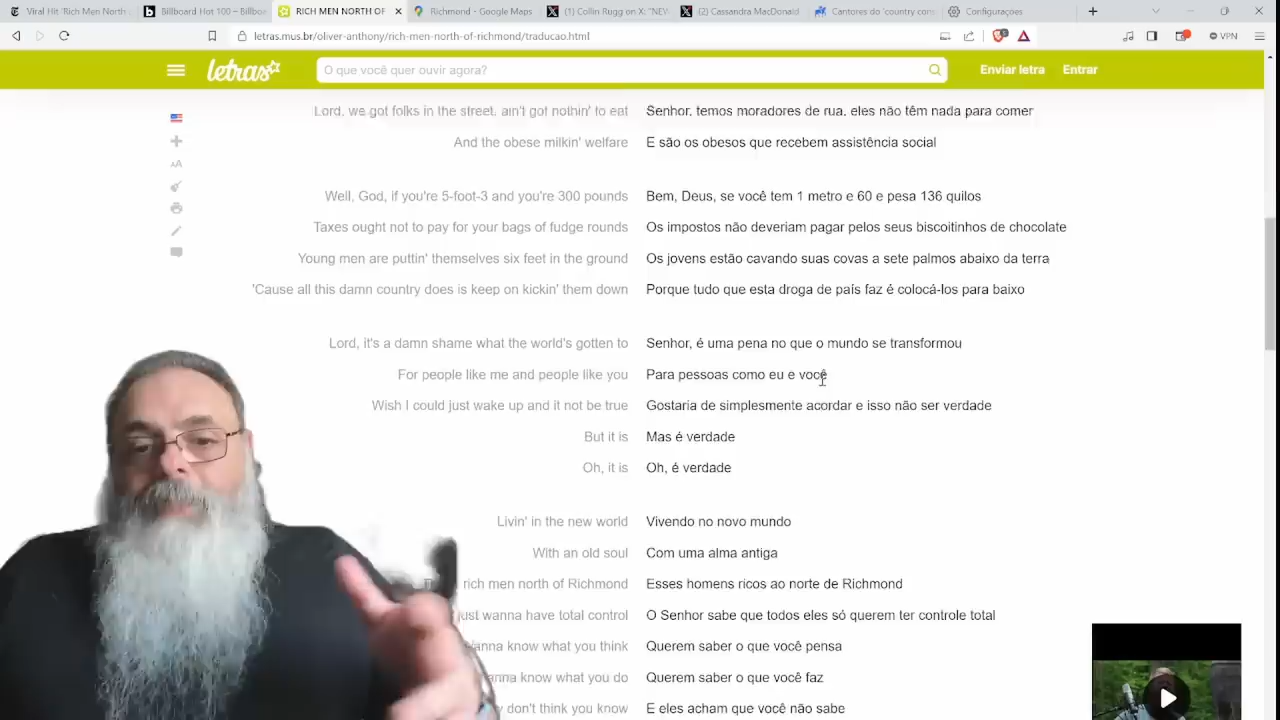 Viral Hit 'Rich Men North
Billboard Hot 100 – Billboa
RICH MEN NORTH OF
Richmond - Google Maps
(1) Collin Rugg on X: "NEW
(2) Cassandra MacDonald
Cantores do 'country cons
Configurações
letras.mus.br/oliver-anthony/rich-men-north-of-richmond/traducao.html
VPN
letras
O que você quer ouvir agora?
Enviar letra
Entrar
Lord, we got folks in the street, ain't got nothin' to eat
Senhor, temos moradores de rua, eles não têm nada para comer
And the obese milkin' welfare
E são os obesos que recebem assistência social
AA
Well, God, if you're 5-foot-3 and you're 300 pounds
Bem, Deus, se você tem 1 metro e 60 e pesa 136 quilos
Taxes ought not to pay for your bags of fudge rounds
Os impostos não deveriam pagar pelos seus biscoitinhos de chocolate
Young men are puttin' themselves six feet in the ground
Os jovens estão cavando suas covas a sete palmos abaixo da terra
'Cause all this damn country does is keep on kickin' them down
Porque tudo que esta droga de país faz é colocá-los para baixo
Lord, it's a damn shame what the world's gotten to
Senhor, é uma pena no que o mundo se transformou
For people like me and people like you
Para pessoas como eu e você
Wish I could just wake up and it not be true
Gostaria de simplesmente acordar e isso não ser verdade
But it is
Mas é verdade
Oh, it is
Oh, é verdade
Livin' in the new world
Vivendo no novo mundo
With an old soul
Com uma alma antiga
rich men north of Richmond
Esses homens ricos ao norte de Richmond
just wanna have total control
O Senhor sabe que todos eles só querem ter controle total
wanna know what you think
Querem saber o que você pensa
wanna know what you do
Querem saber o que você faz
don't think you know
E eles acham que você não sabe